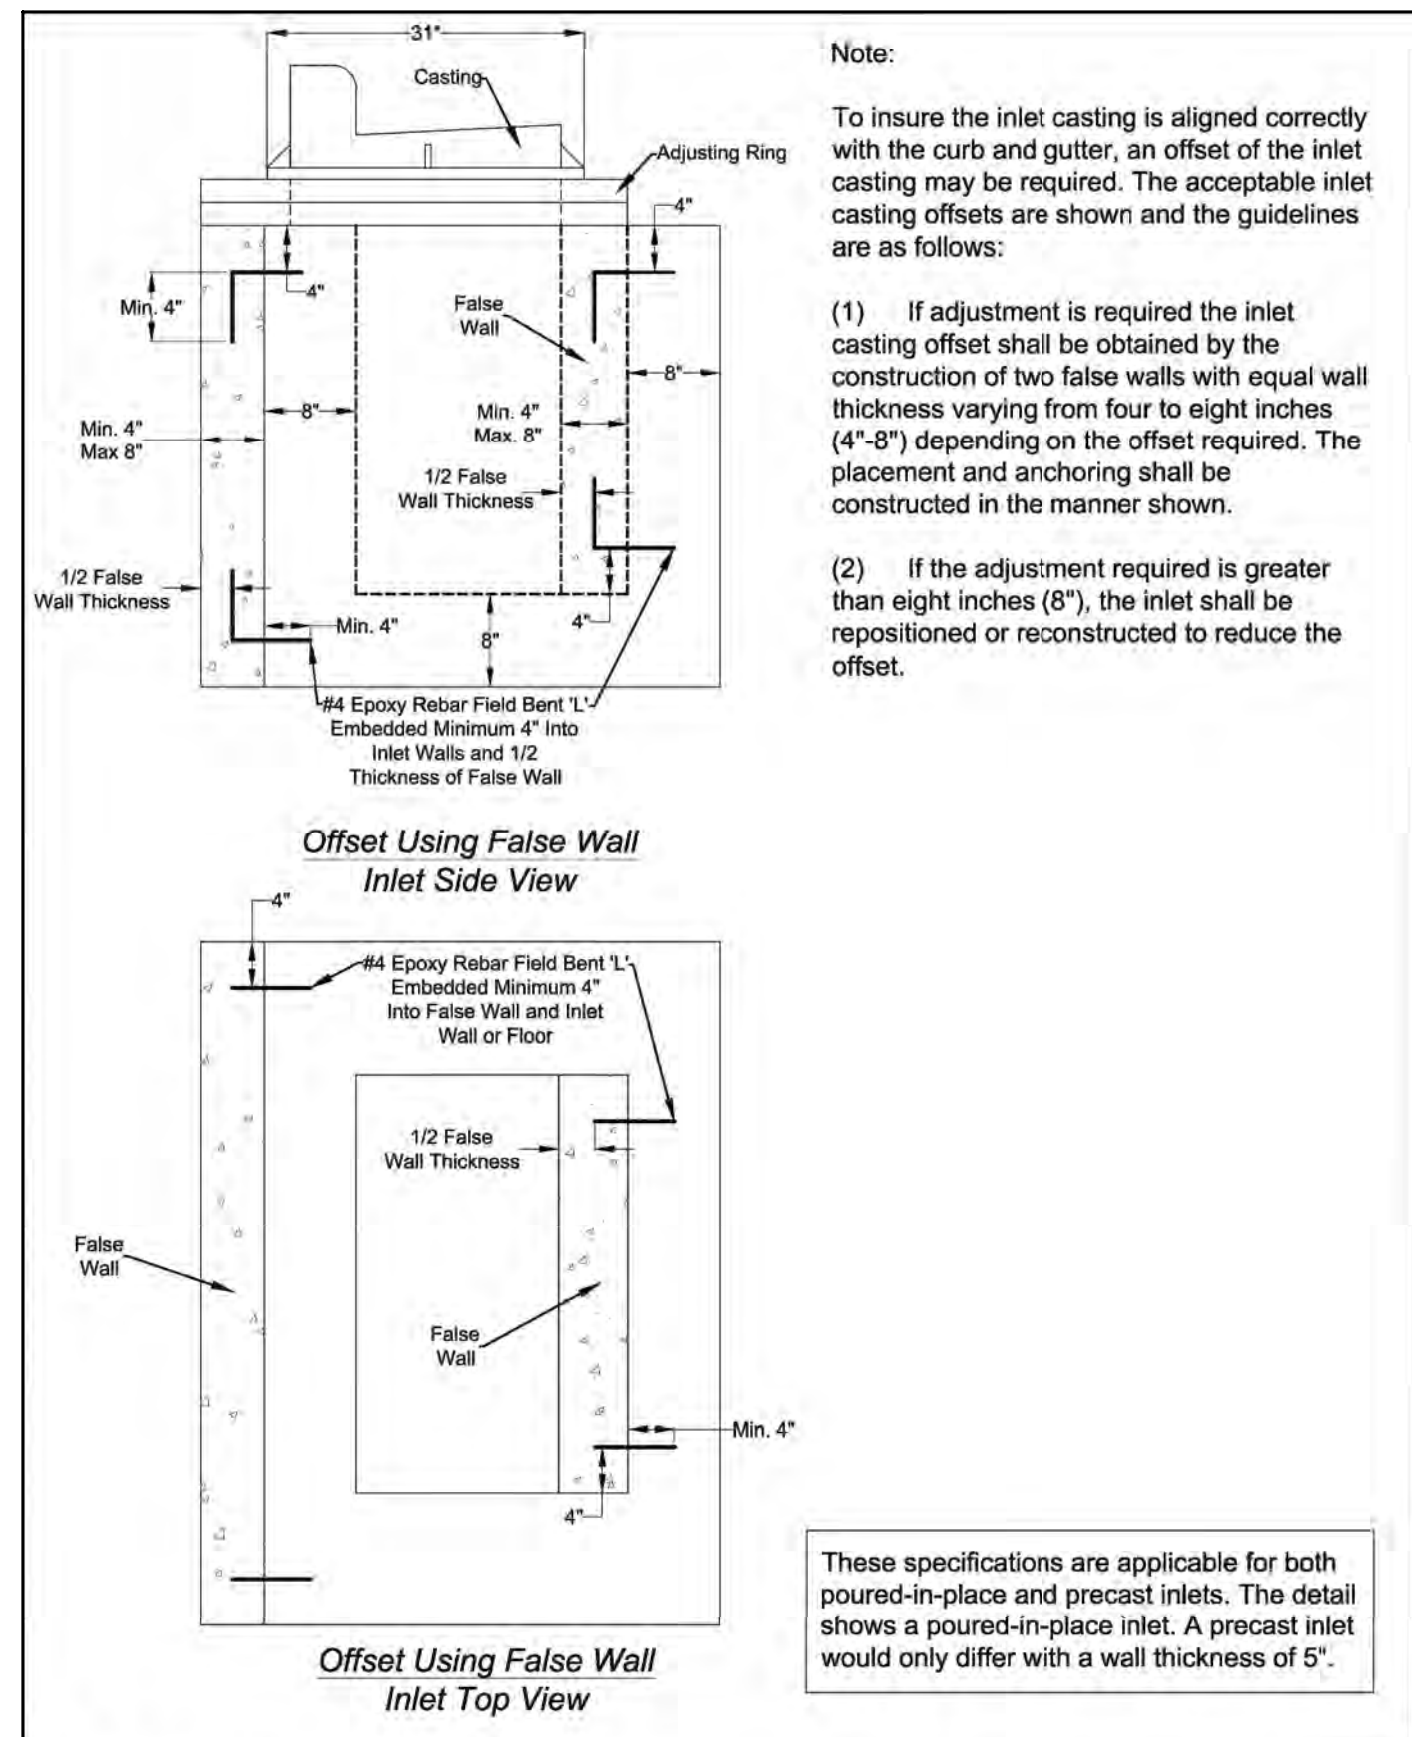 31"
Casting
Adjusting Ring
4"
Min. 4"
4"
False
Wall
8"
8"
Min. 4"
Max. 8"
Min. 4"
Max 8"
1/2 False
Wall Thickness
1/2 False
Wall Thickness
Min. 4"
8"
4"
#4 Epoxy Rebar Field Bent 'L'
Embedded Minimum 4" Into
Inlet Walls and 1/2
Thickness of False Wall
Offset Using False Wall
Inlet Side View
Note:
To insure the inlet casting is aligned correctly
with the curb and gutter, an offset of the inlet
casting may be required. The acceptable inlet
casting offsets are shown and the guidelines
are as follows:
(1) If adjustment is required the inlet
casting offset shall be obtained by the
construction of two false walls with equal wall
thickness varying from four to eight inches
(4"-8") depending on the offset required. The
placement and anchoring shall be
constructed in the manner shown.
(2) If the adjustment required is greater
than eight inches (8"), the inlet shall be
repositioned or reconstructed to reduce the
offset.
4"
#4 Epoxy Rebar Field Bent 'L'
Embedded Minimum 4"
Into False Wall and Inlet
Wall or Floor
1/2 False
Wall Thickness
False
Wall
False
Wall
Min. 4"
4"
Offset Using False Wall
Inlet Top View
These specifications are applicable for both
poured-in-place and precast inlets. The detail
shows a poured-in-place inlet. A precast inlet
would only differ with a wall thickness of 5".